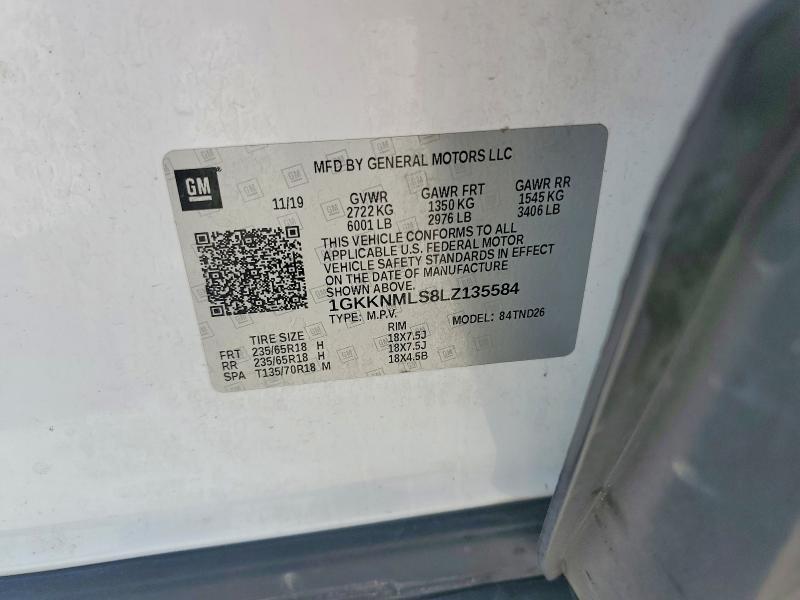 MFD BY GENERAL MOTORS LLC
GM
11/19 GVWR GAWR FRT GAWR RR
2722 KG 1350 KG 1545 KG
6001 LB 2976 LB 3406 LB
THIS VEHICLE CONFORMS TO ALL
APPLICABLE U.S. FEDERAL MOTOR
VEHICLE SAFETY STANDARDS IN EFFECT
ON THE DATE OF MANUFACTURE
SHOWN ABOVE.
1GKKNMLS8LZ135584
TYPE: M.P.V. MODEL: 84TND26
TIRE SIZE RIM
FRT 235/65R18 H 18X7.5J
RR 235/65R18 H 18X7.5J
SPA T135/70R18 M 18X4.5B